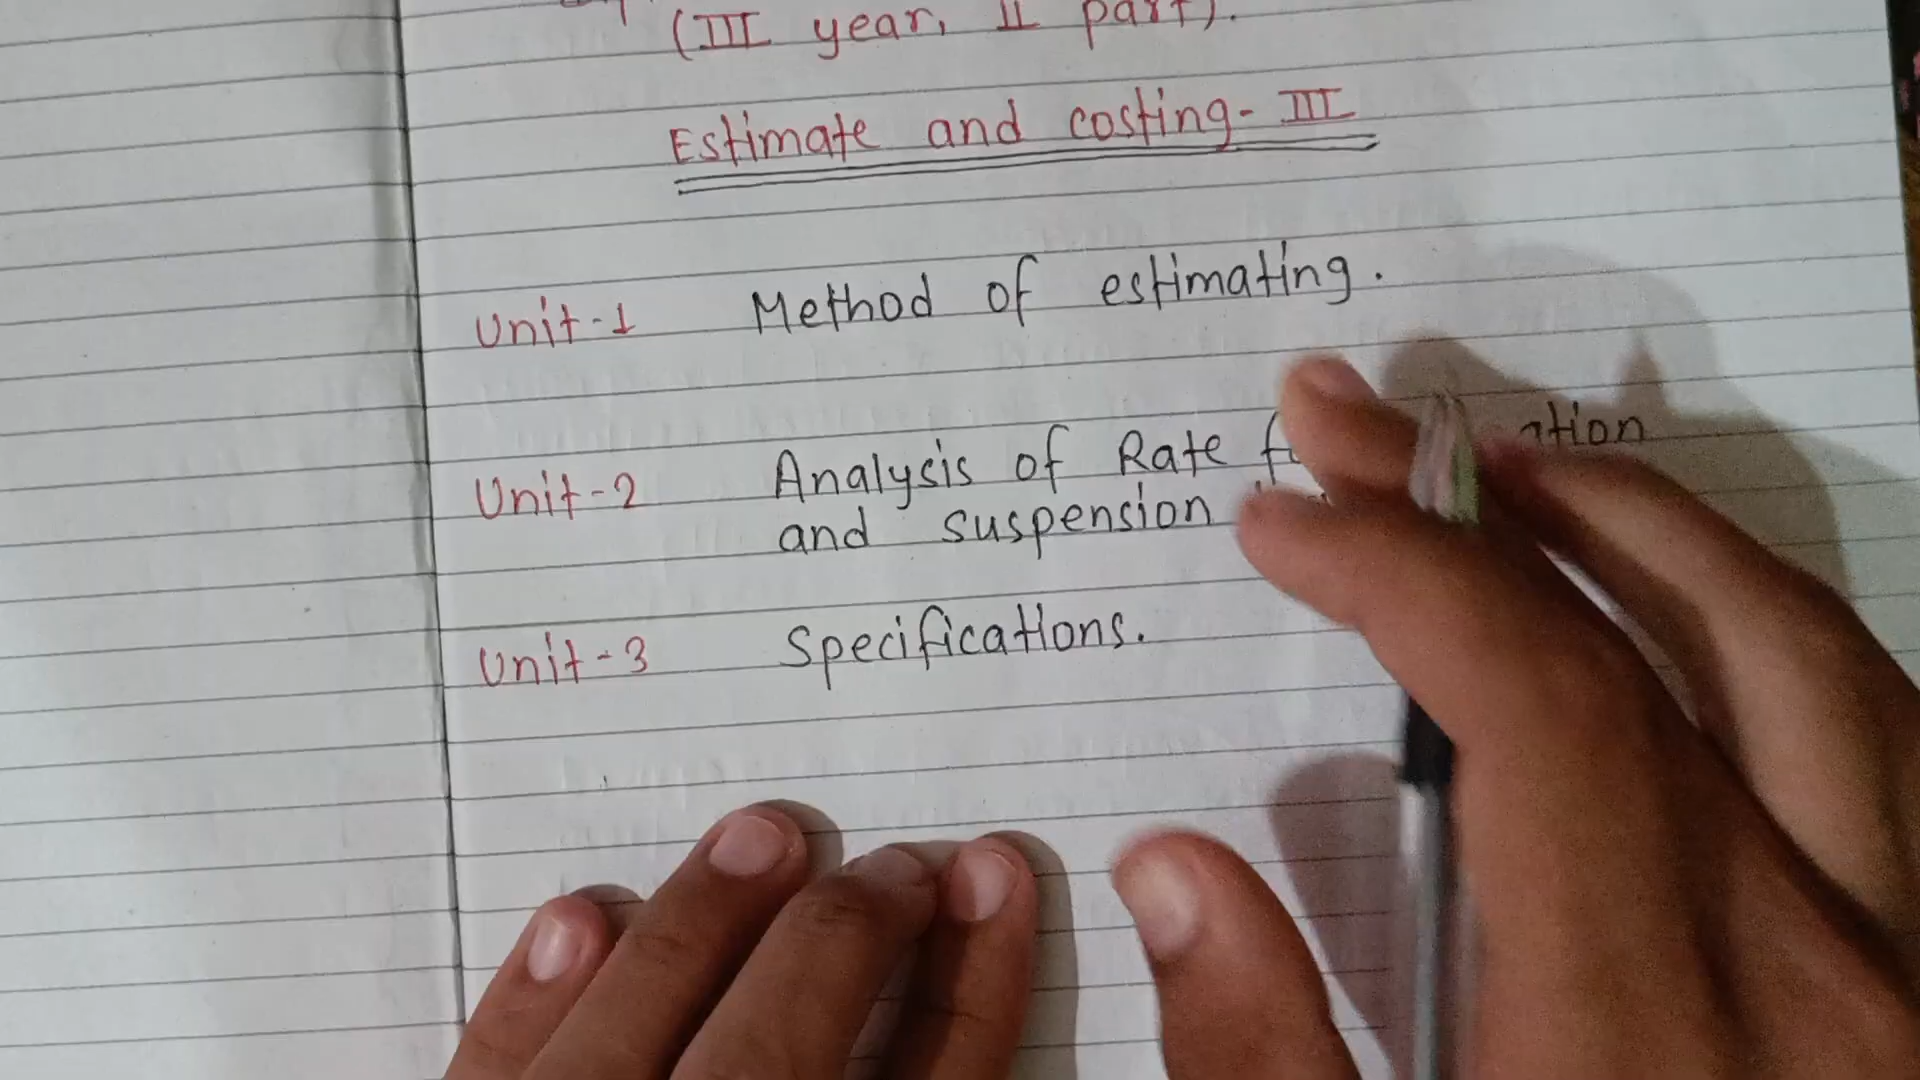 (III year, II part).
Estimate and costing-III
Unit-1 Method of estimating.
Unit-2 Analysis of Rate
and suspension
Unit-3 Specifications.